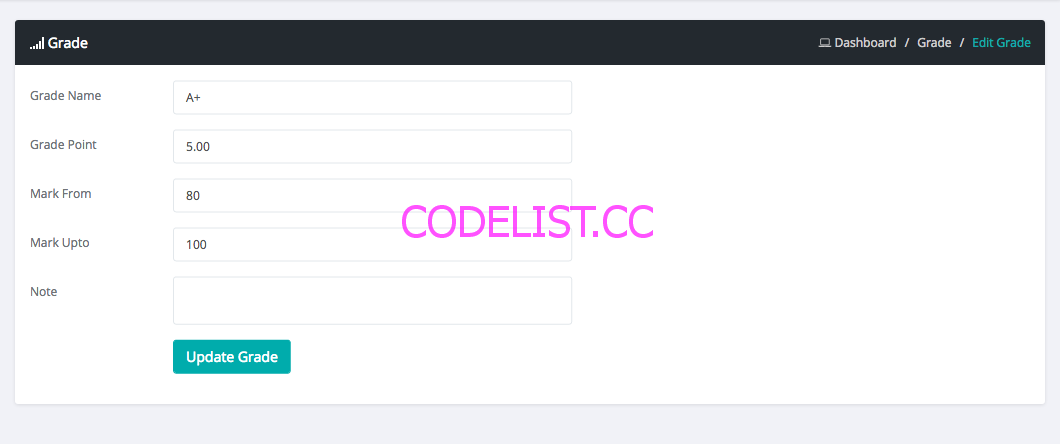 Grade
Dashboard / Grade / Edit Grade
Grade Name
A+
Grade Point
5.00
Mark From
80
CODELIST.CC
Mark Upto
100
Note
Update Grade